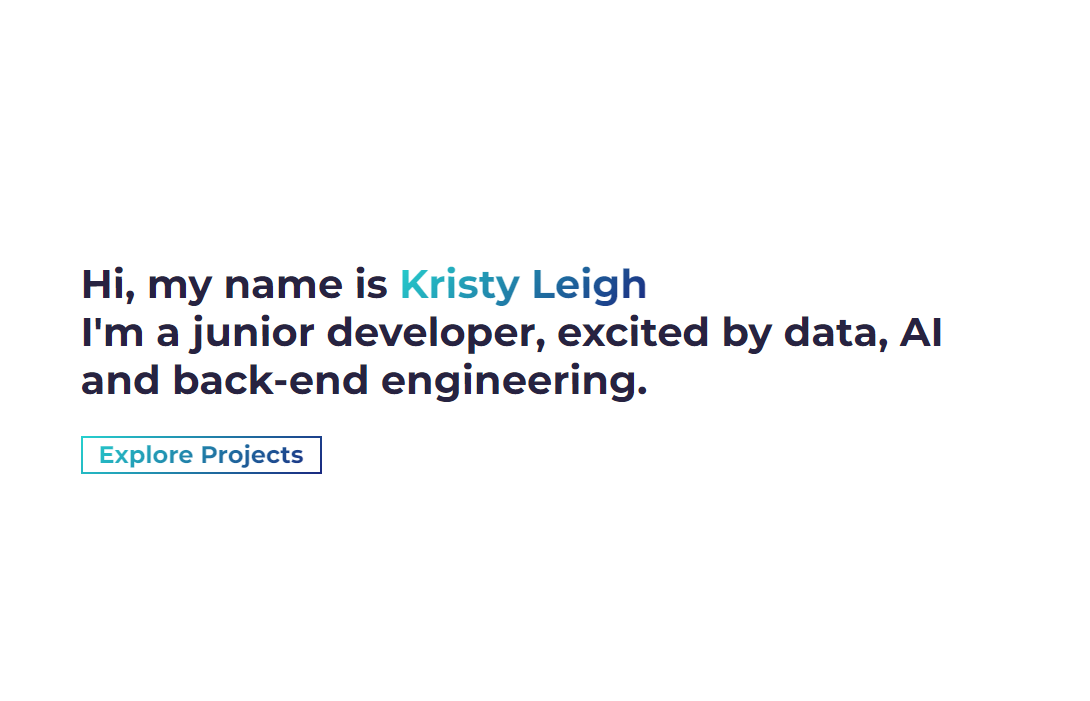 Hi, my name is Kristy Leigh
I'm a junior developer, excited by data, AI
and back-end engineering.
Explore Projects